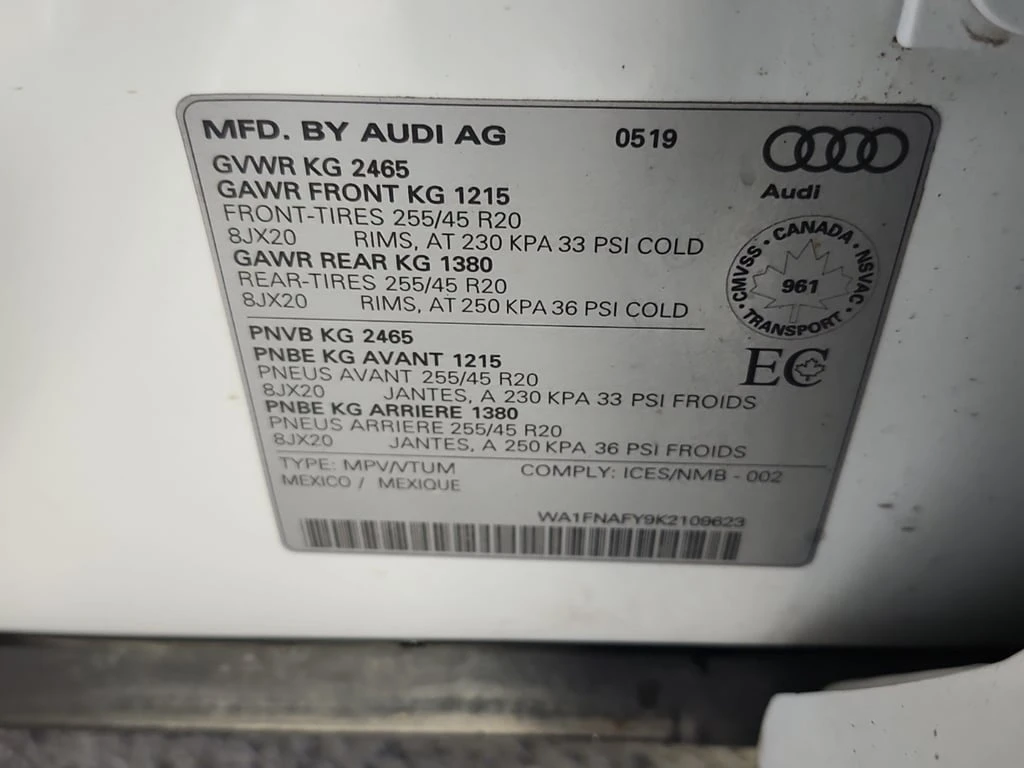 MFD. BY AUDI AG 0519
Audi
GVWR KG 2465
GAWR FRONT KG 1215
FRONT-TIRES 255/45 R20
8JX20 RIMS, AT 230 KPA 33 PSI COLD
GAWR REAR KG 1380
REAR-TIRES 255/45 R20
8JX20 RIMS, AT 250 KPA 36 PSI COLD
CMVSS • CANADA • NSVAC • TRANSPORT •
961
EC
PNVB KG 2465
PNBE KG AVANT 1215
PNEUS AVANT 255/45 R20
8JX20 JANTES, A 230 KPA 33 PSI FROIDS
PNBE KG ARRIERE 1380
PNEUS ARRIERE 255/45 R20
8JX20 JANTES, A 250 KPA 36 PSI FROIDS
TYPE: MPV/VTUM COMPLY: ICES/NMB - 002
MEXICO / MEXIQUE
WA1FNAFY9K2109623